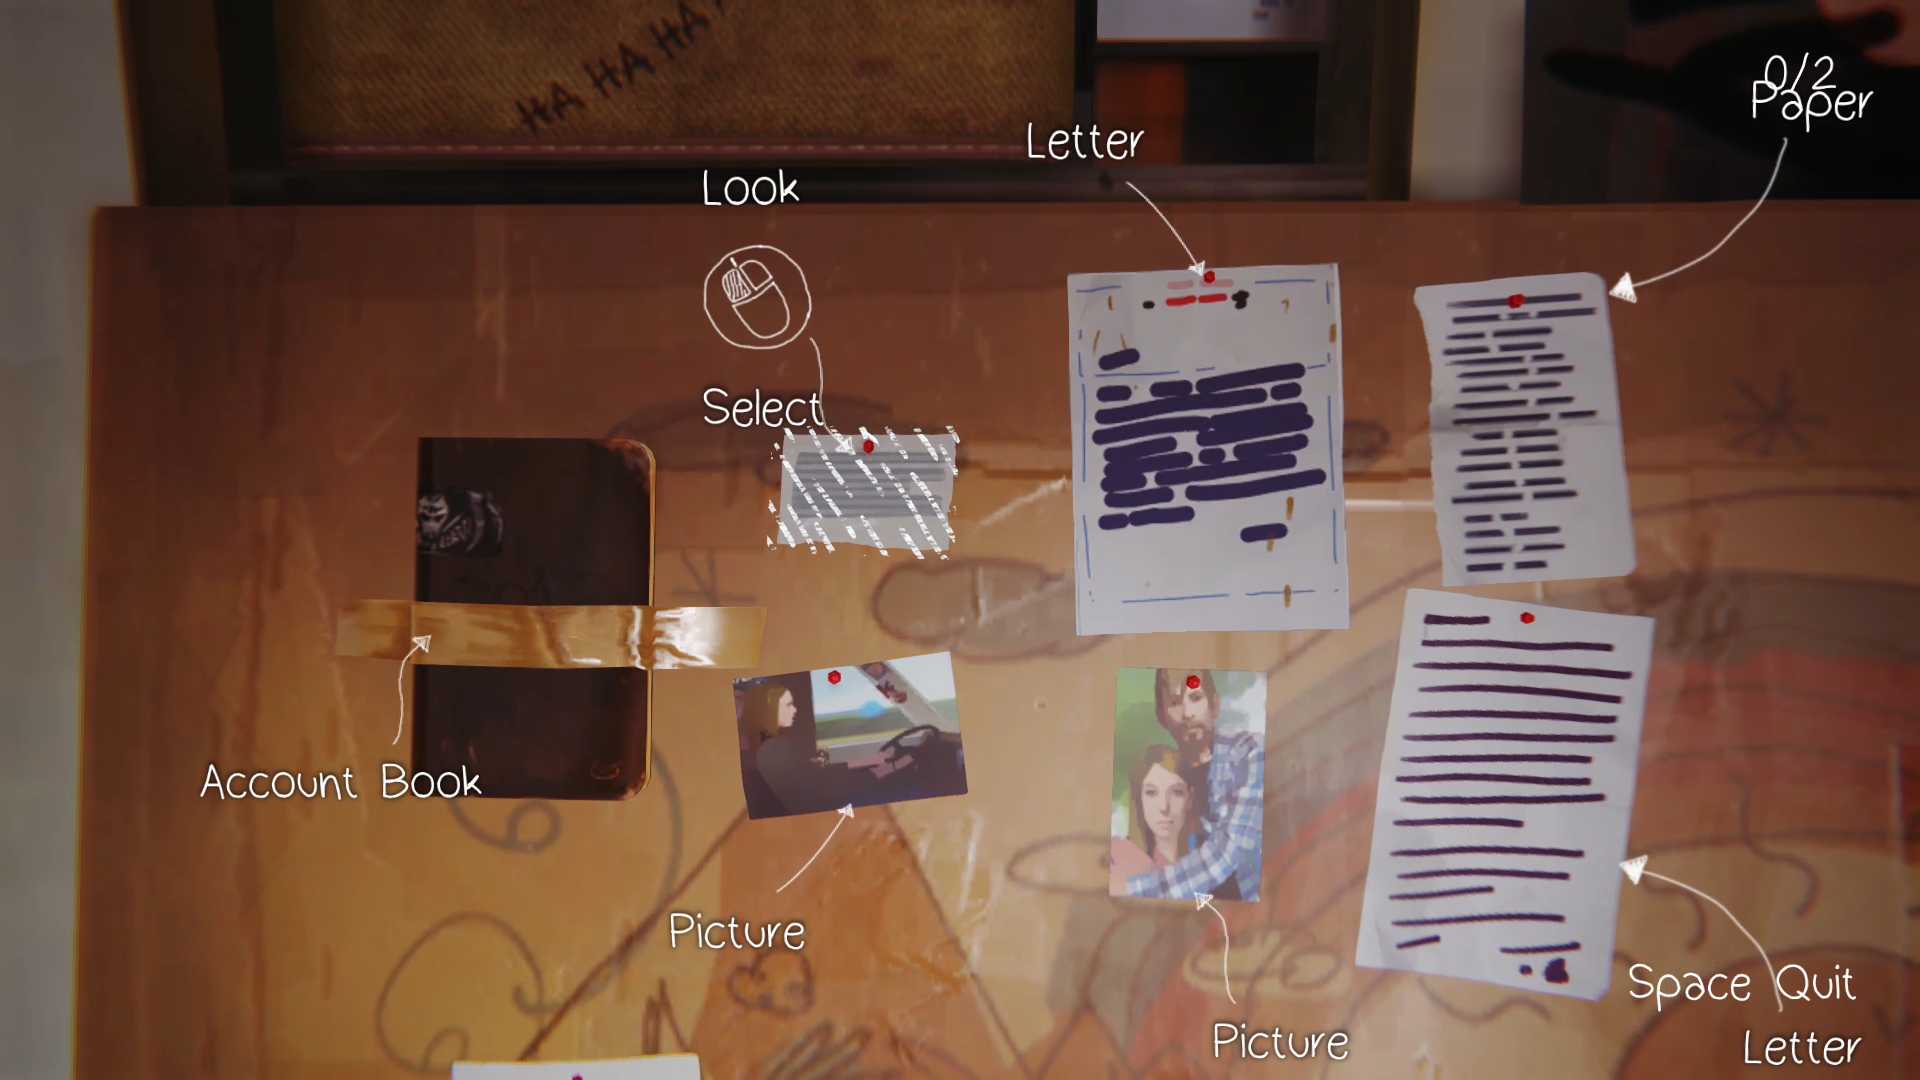 HA HA HA
0/2
Paper
Letter
Look
Select
Account Book
Picture
Space Quit
Picture
Letter